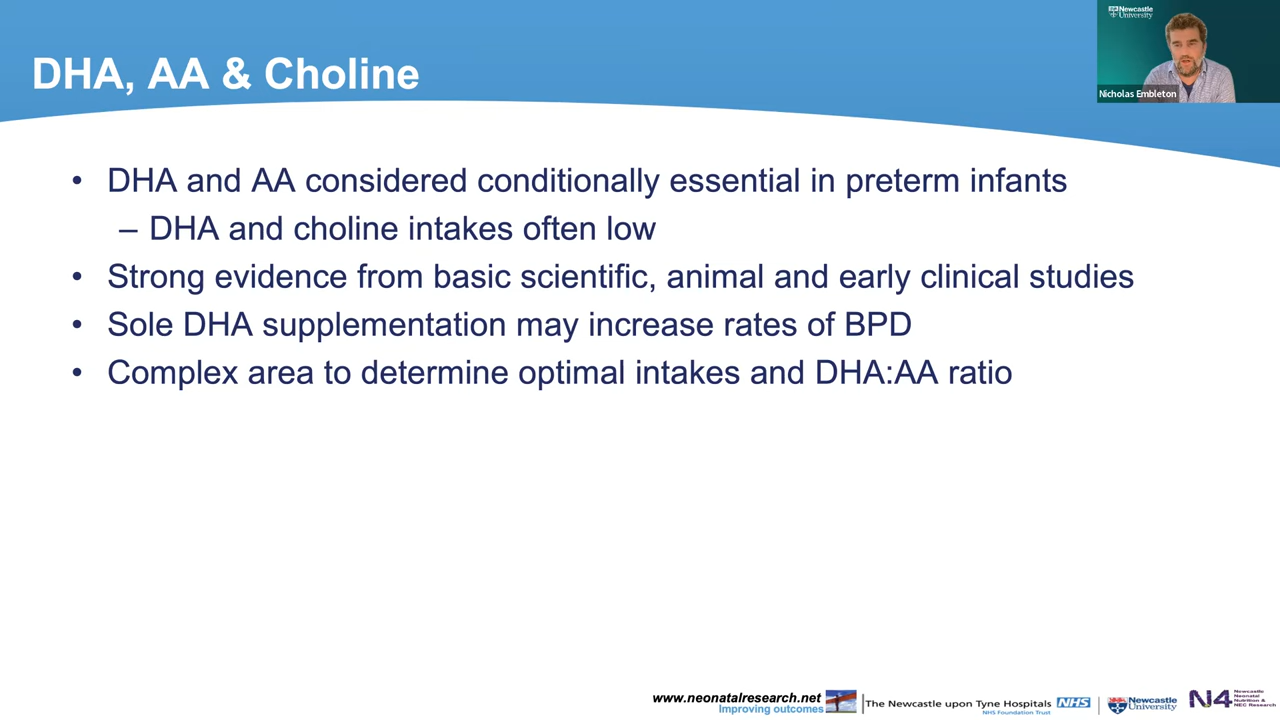 DHA, AA & Choline
Newcastle
University
Nicholas Embleton
• DHA and AA considered conditionally essential in preterm infants
– DHA and choline intakes often low
• Strong evidence from basic scientific, animal and early clinical studies
• Sole DHA supplementation may increase rates of BPD
• Complex area to determine optimal intakes and DHA:AA ratio
www.neonatalresearch.net
Improving outcomes
The Newcastle upon Tyne Hospitals NHS
NHS Foundation Trust
Newcastle
University
N4
Newcastle
Neonatal
Nutrition &
NEC Research